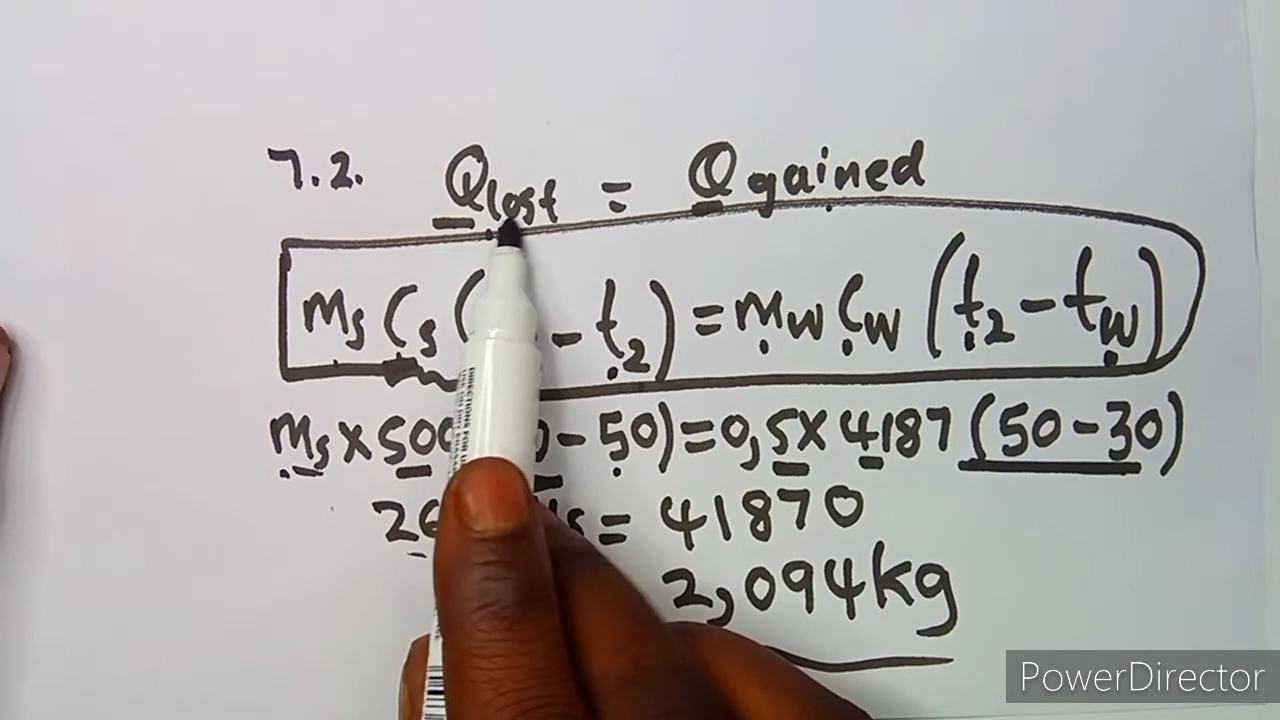 7.2. Qlost = Qgained
ms Cs ( - t2) = mw Cw (t2 - tw)
ms x 500 - 50) = 0,5x 4187 (50 - 30)
= 41870
2,094kg
PowerDirector